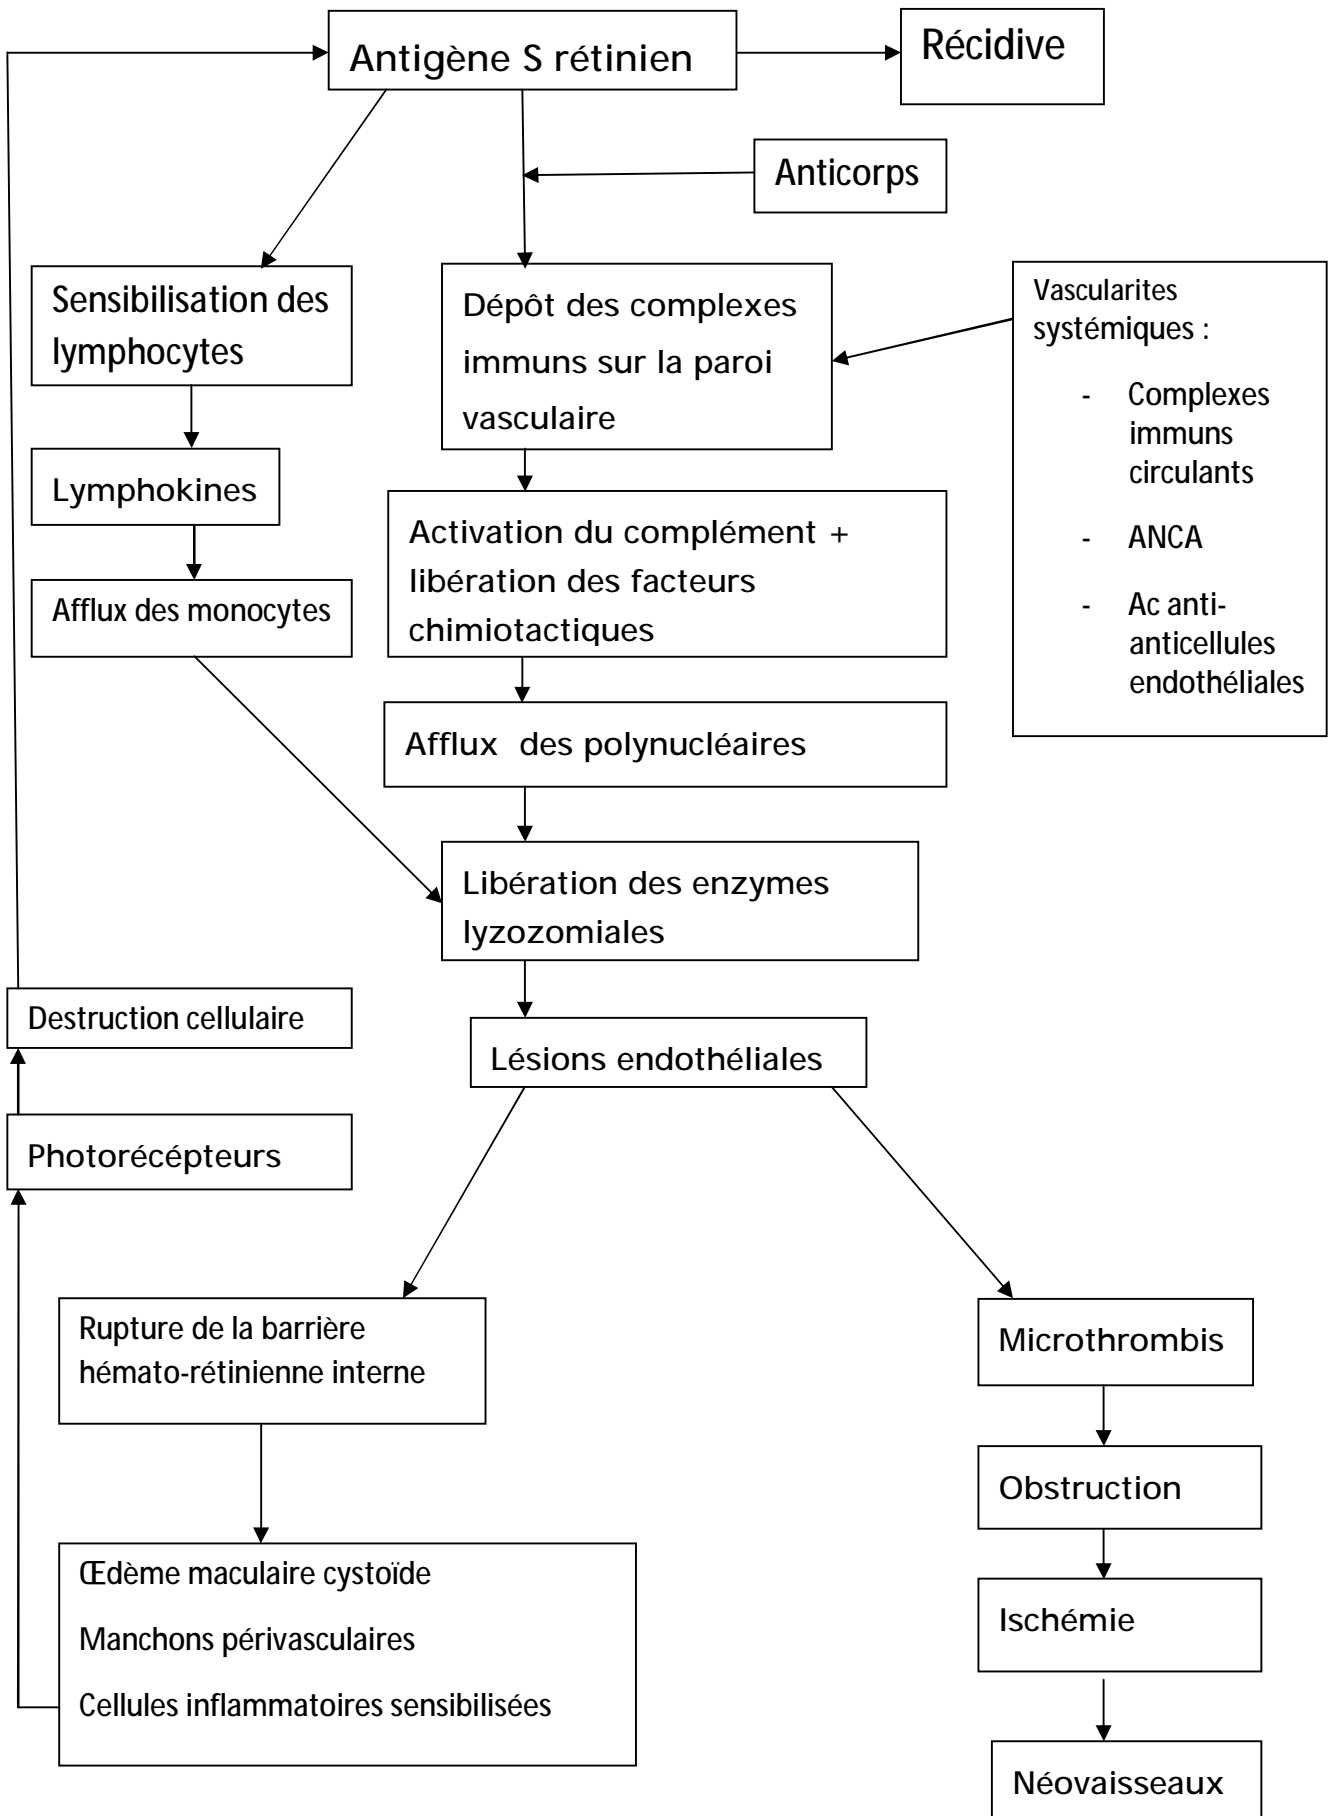 Antigène S rétinien
Récidive
Anticorps
Sensibilisation des
lymphocytes
Dépôt des complexes
immuns sur la paroi
vasculaire
Vascularites
systémiques :
- Complexes
immuns
circulants
- ANCA
- Ac anti-
anticellules
endothéliales
Lymphokines
Activation du complément +
libération des facteurs
chimiotactiques
Afflux des monocytes
Afflux des polynucléaires
Libération des enzymes
lyzozomiales
Destruction cellulaire
Lésions endothéliales
Photorécépteurs
Rupture de la barrière
hémato-rétinienne interne
Microthrombis
Obstruction
Œdème maculaire cystoïde
Manchons périvasculaires
Cellules inflammatoires sensibilisées
Ischémie
Néovaisseaux